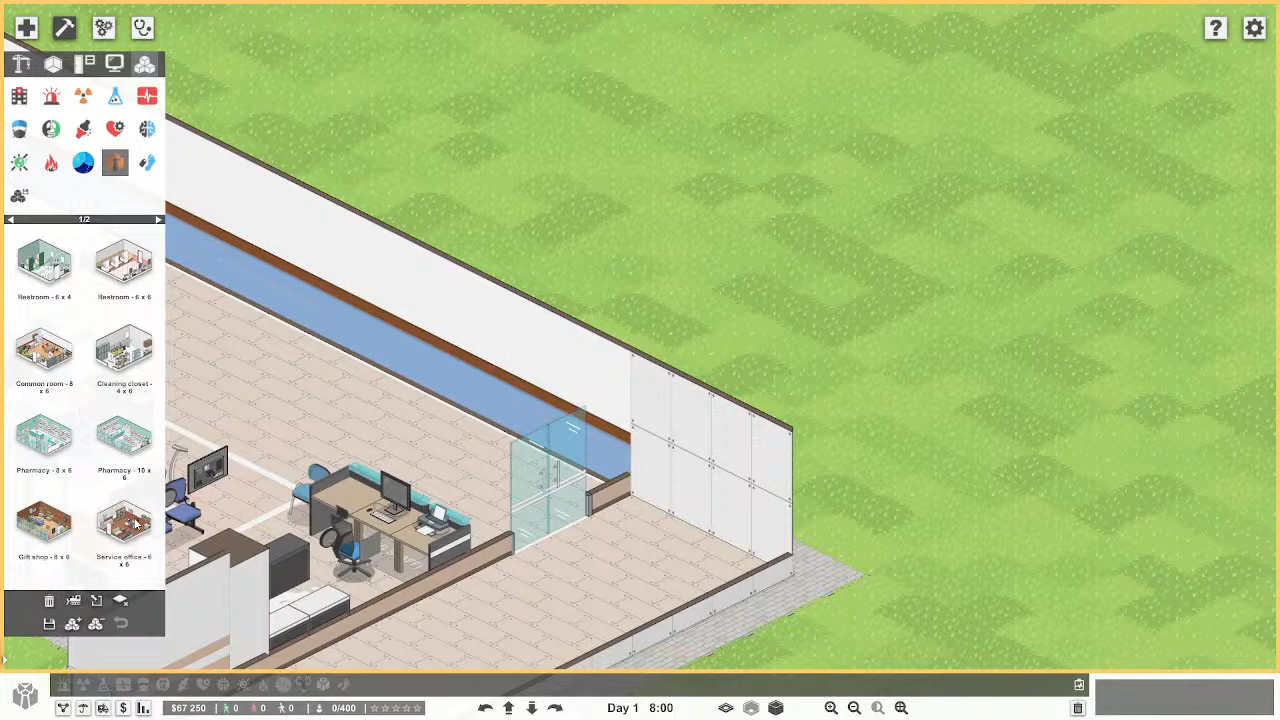 ?
1/2
Restroom - 6 x 4
Restroom - 6 x 6
Common room - 8
x 6
Cleaning closet -
4 x 6
Pharmacy - 8 x 6
Pharmacy - 10 x
6
Gift shop - 8 x 6
Service office - 6
x 6
$67 250
0
0
0
0/400
Day 1 8:00